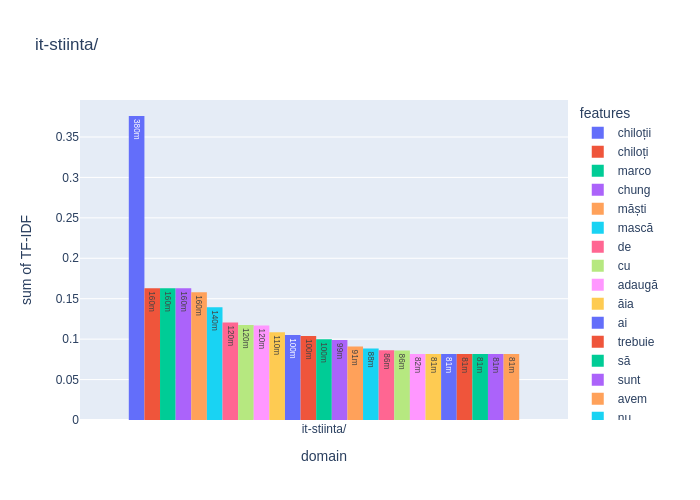 it-stiinta/
features
chiloții
chiloți
marco
chung
măști
mască
de
cu
adaugă
ăia
ai
trebuie
să
sunt
avem
nu
sum of TF-IDF
0.35
0.3
0.25
0.2
0.15
0.1
0.05
0
380m
160m
160m
160m
160m
140m
120m
120m
120m
110m
100m
100m
100m
99m
91m
88m
86m
86m
82m
81m
81m
81m
81m
81m
81m
it-stiinta/
domain